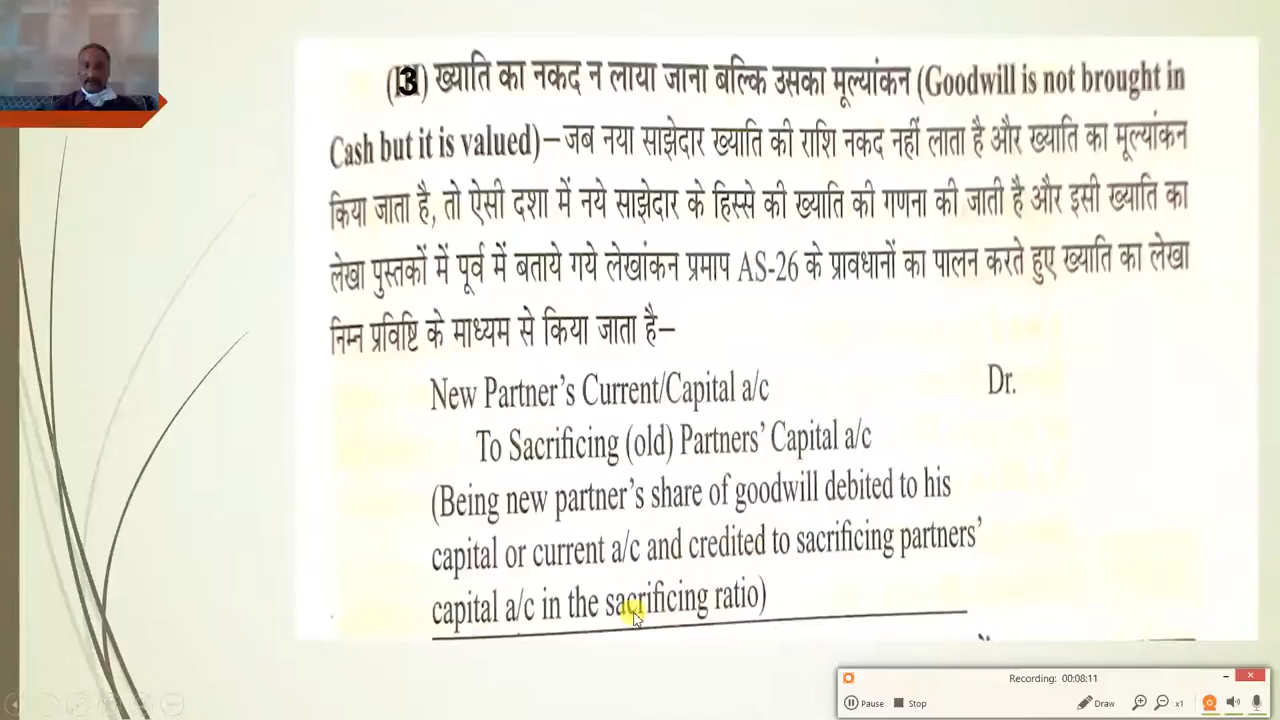 (13) ख्याति का नकद न लाया जाना बल्कि उसका मूल्यांकन (Goodwill is not brought in
Cash but it is valued)–जब नया साझेदार ख्याति की राशि नकद नहीं लाता है और ख्याति का मूल्यांकन
किया जाता है, तो ऐसी दशा में नये साझेदार के हिस्से की ख्याति की गणना की जाती है और इसी ख्याति का
लेखा पुस्तकों में पूर्व में बताये गये लेखांकन प्रमाप AS-26 के प्रावधानों का पालन करते हुए ख्याति का लेखा
निम्न प्रविष्टि के माध्यम से किया जाता है–
New Partner's Current/Capital a/c Dr.
To Sacrificing (old) Partners' Capital a/c
(Being new partner's share of goodwill debited to his
capital or current a/c and credited to sacrificing partners'
capital a/c in the sacrificing ratio)
Recording: 00:08:11
Pause Stop Draw x1